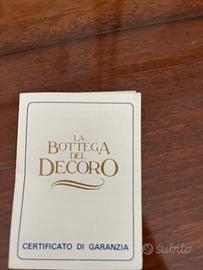 LA
BOTTEGA
DEL
DECORO
CERTIFICATO DI GARANZIA
subito